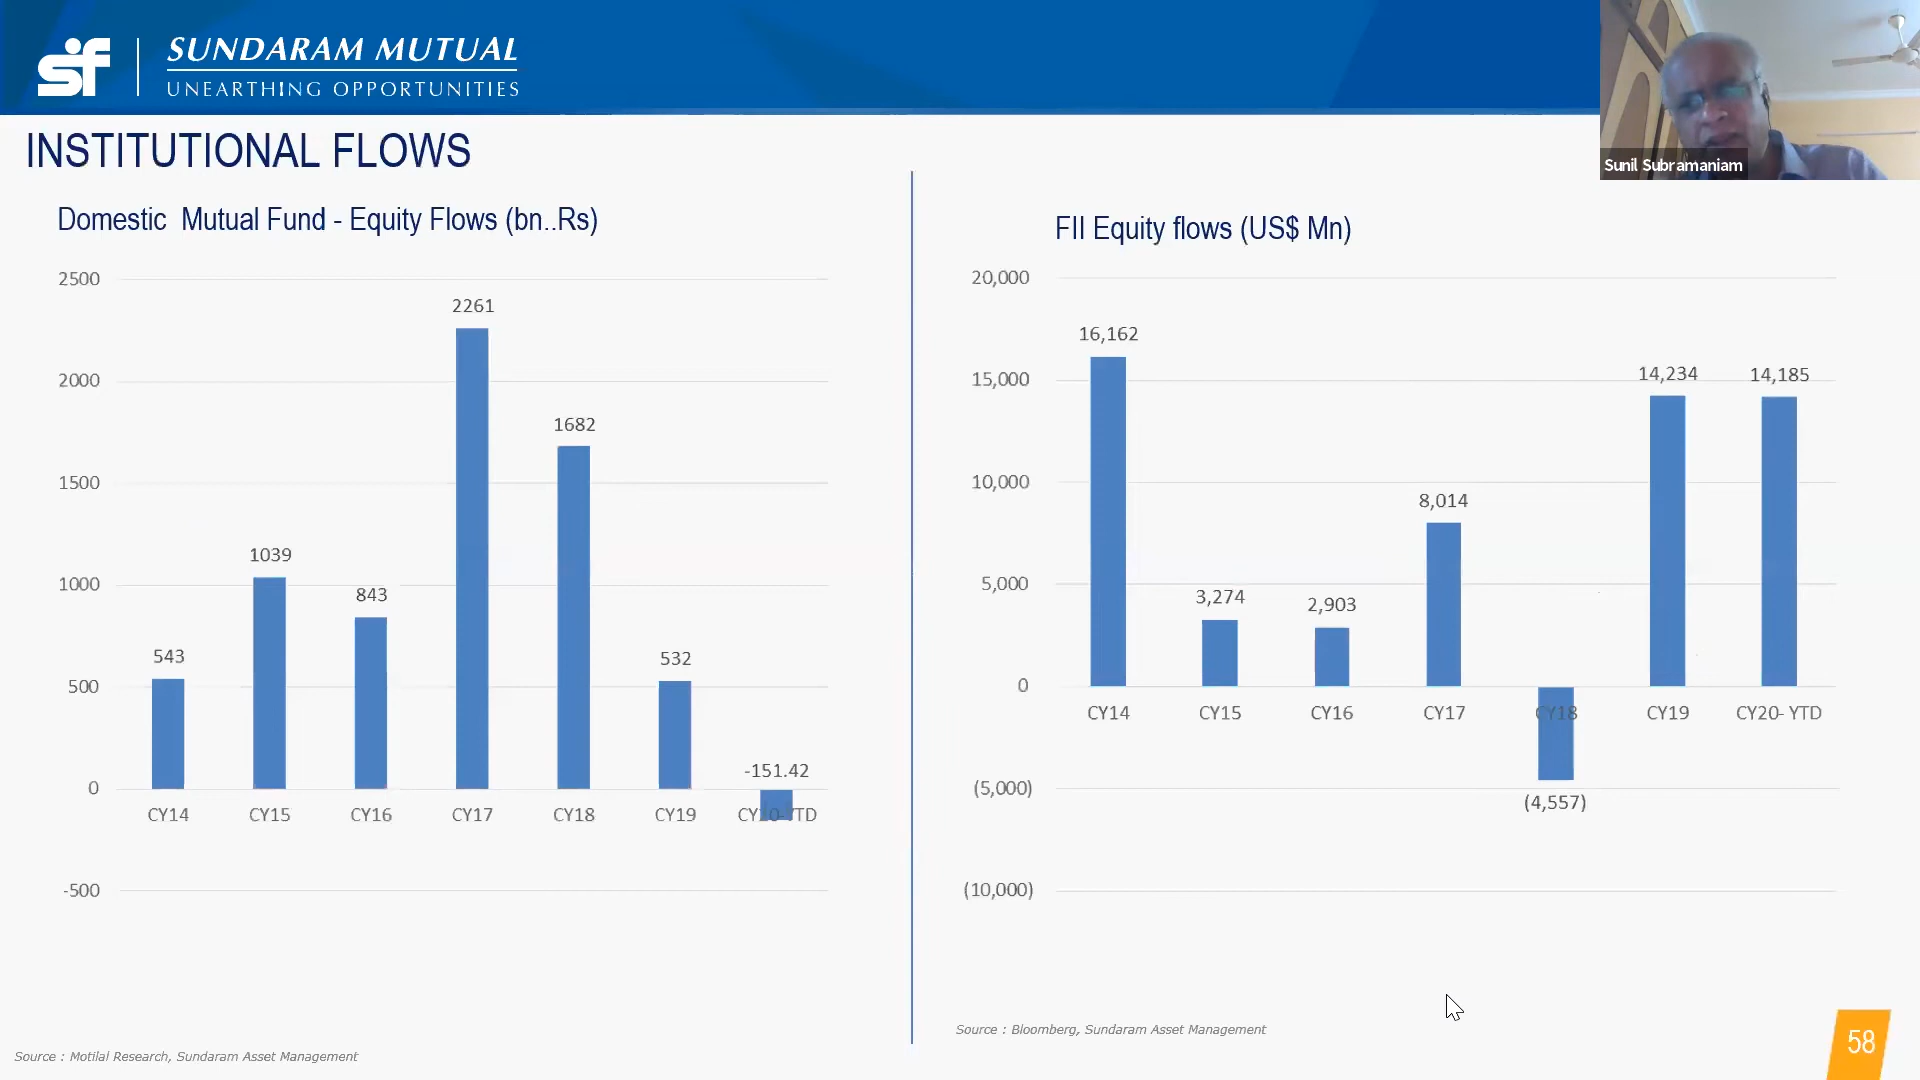 sf
SUNDARAM MUTUAL
UNEARTHING OPPORTUNITIES
Sunil Subramaniam
INSTITUTIONAL FLOWS
Domestic Mutual Fund - Equity Flows (bn..Rs)
2500
2000
1500
1000
500
0
-500
543
1039
843
2261
1682
532
-151.42
CY14 CY15 CY16 CY17 CY18 CY19 CY20-YTD
Source : Motilal Research, Sundaram Asset Management
FII Equity flows (US$ Mn)
20,000
15,000
10,000
5,000
0
(5,000)
(10,000)
16,162
3,274
2,903
8,014
(4,557)
14,234
14,185
CY14 CY15 CY16 CY17 CY18 CY19 CY20- YTD
Source : Bloomberg, Sundaram Asset Management
58